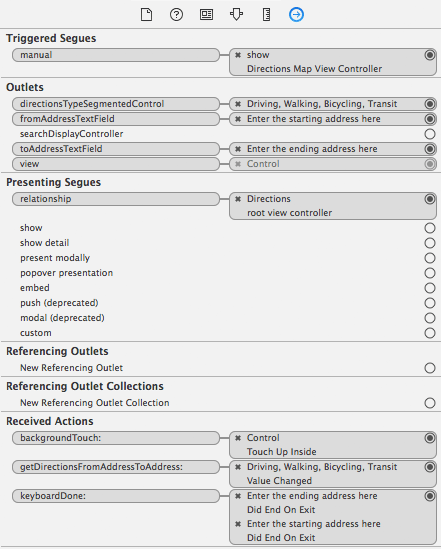 Triggered Segues
manual
show
Directions Map View Controller
Outlets
directionsTypeSegmentedControl
Driving, Walking, Bicycling, Transit
fromAddressTextField
Enter the starting address here
searchDisplayController
toAddressTextField
Enter the ending address here
view
Control
Presenting Segues
relationship
Directions
root view controller
show
show detail
present modally
popover presentation
embed
push (deprecated)
modal (deprecated)
custom
Referencing Outlets
New Referencing Outlet
Referencing Outlet Collections
New Referencing Outlet Collection
Received Actions
backgroundTouch:
Control
Touch Up Inside
getDirectionsFromAddressToAddress:
Driving, Walking, Bicycling, Transit
Value Changed
keyboardDone:
Enter the ending address here
Did End On Exit
Enter the starting address here
Did End On Exit